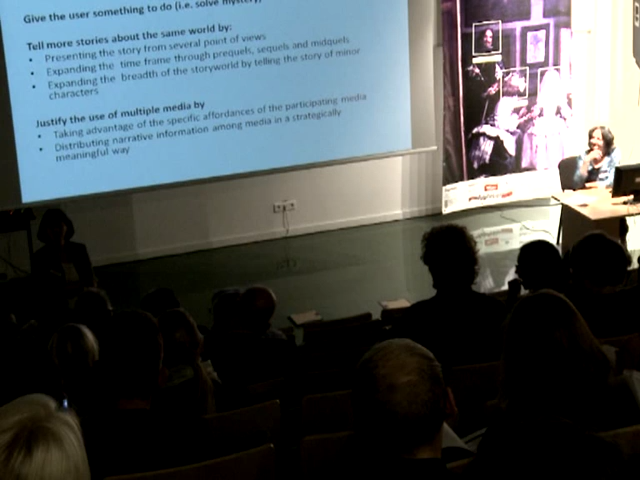 Give the user something to do (i.e. solve mystery)
Tell more stories about the same world by:
• Presenting the story from several point of views
• Expanding the time frame through prequels, sequels and midquels
• Expanding the breadth of the storyworld by telling the story of minor
characters
Justify the use of multiple media by
• Taking advantage of the specific affordances of the participating media
• Distributing narrative information among media in a strategically
meaningful way